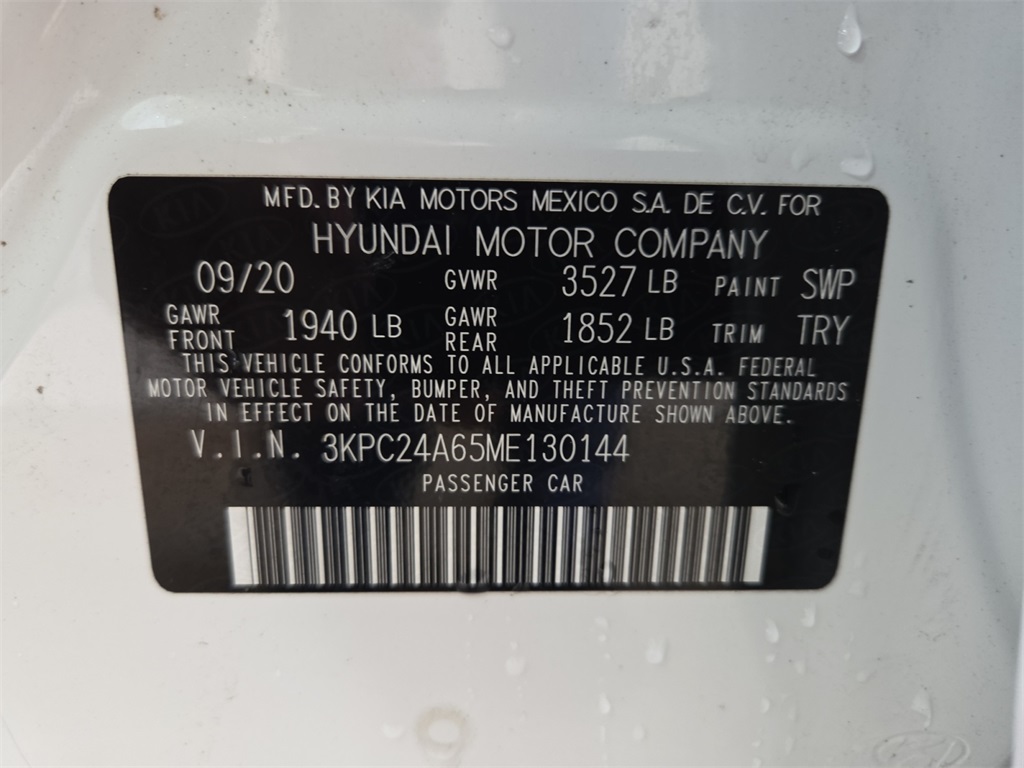 MFD. BY KIA MOTORS MEXICO S.A. DE C.V. FOR
HYUNDAI MOTOR COMPANY
09/20 GVWR 3527 LB PAINT SWP
GAWR FRONT 1940 LB GAWR REAR 1852 LB TRIM TRY
THIS VEHICLE CONFORMS TO ALL APPLICABLE U.S.A. FEDERAL
MOTOR VEHICLE SAFETY, BUMPER, AND THEFT PREVENTION STANDARDS
IN EFFECT ON THE DATE OF MANUFACTURE SHOWN ABOVE.
V.I.N. 3KPC24A65ME130144
PASSENGER CAR